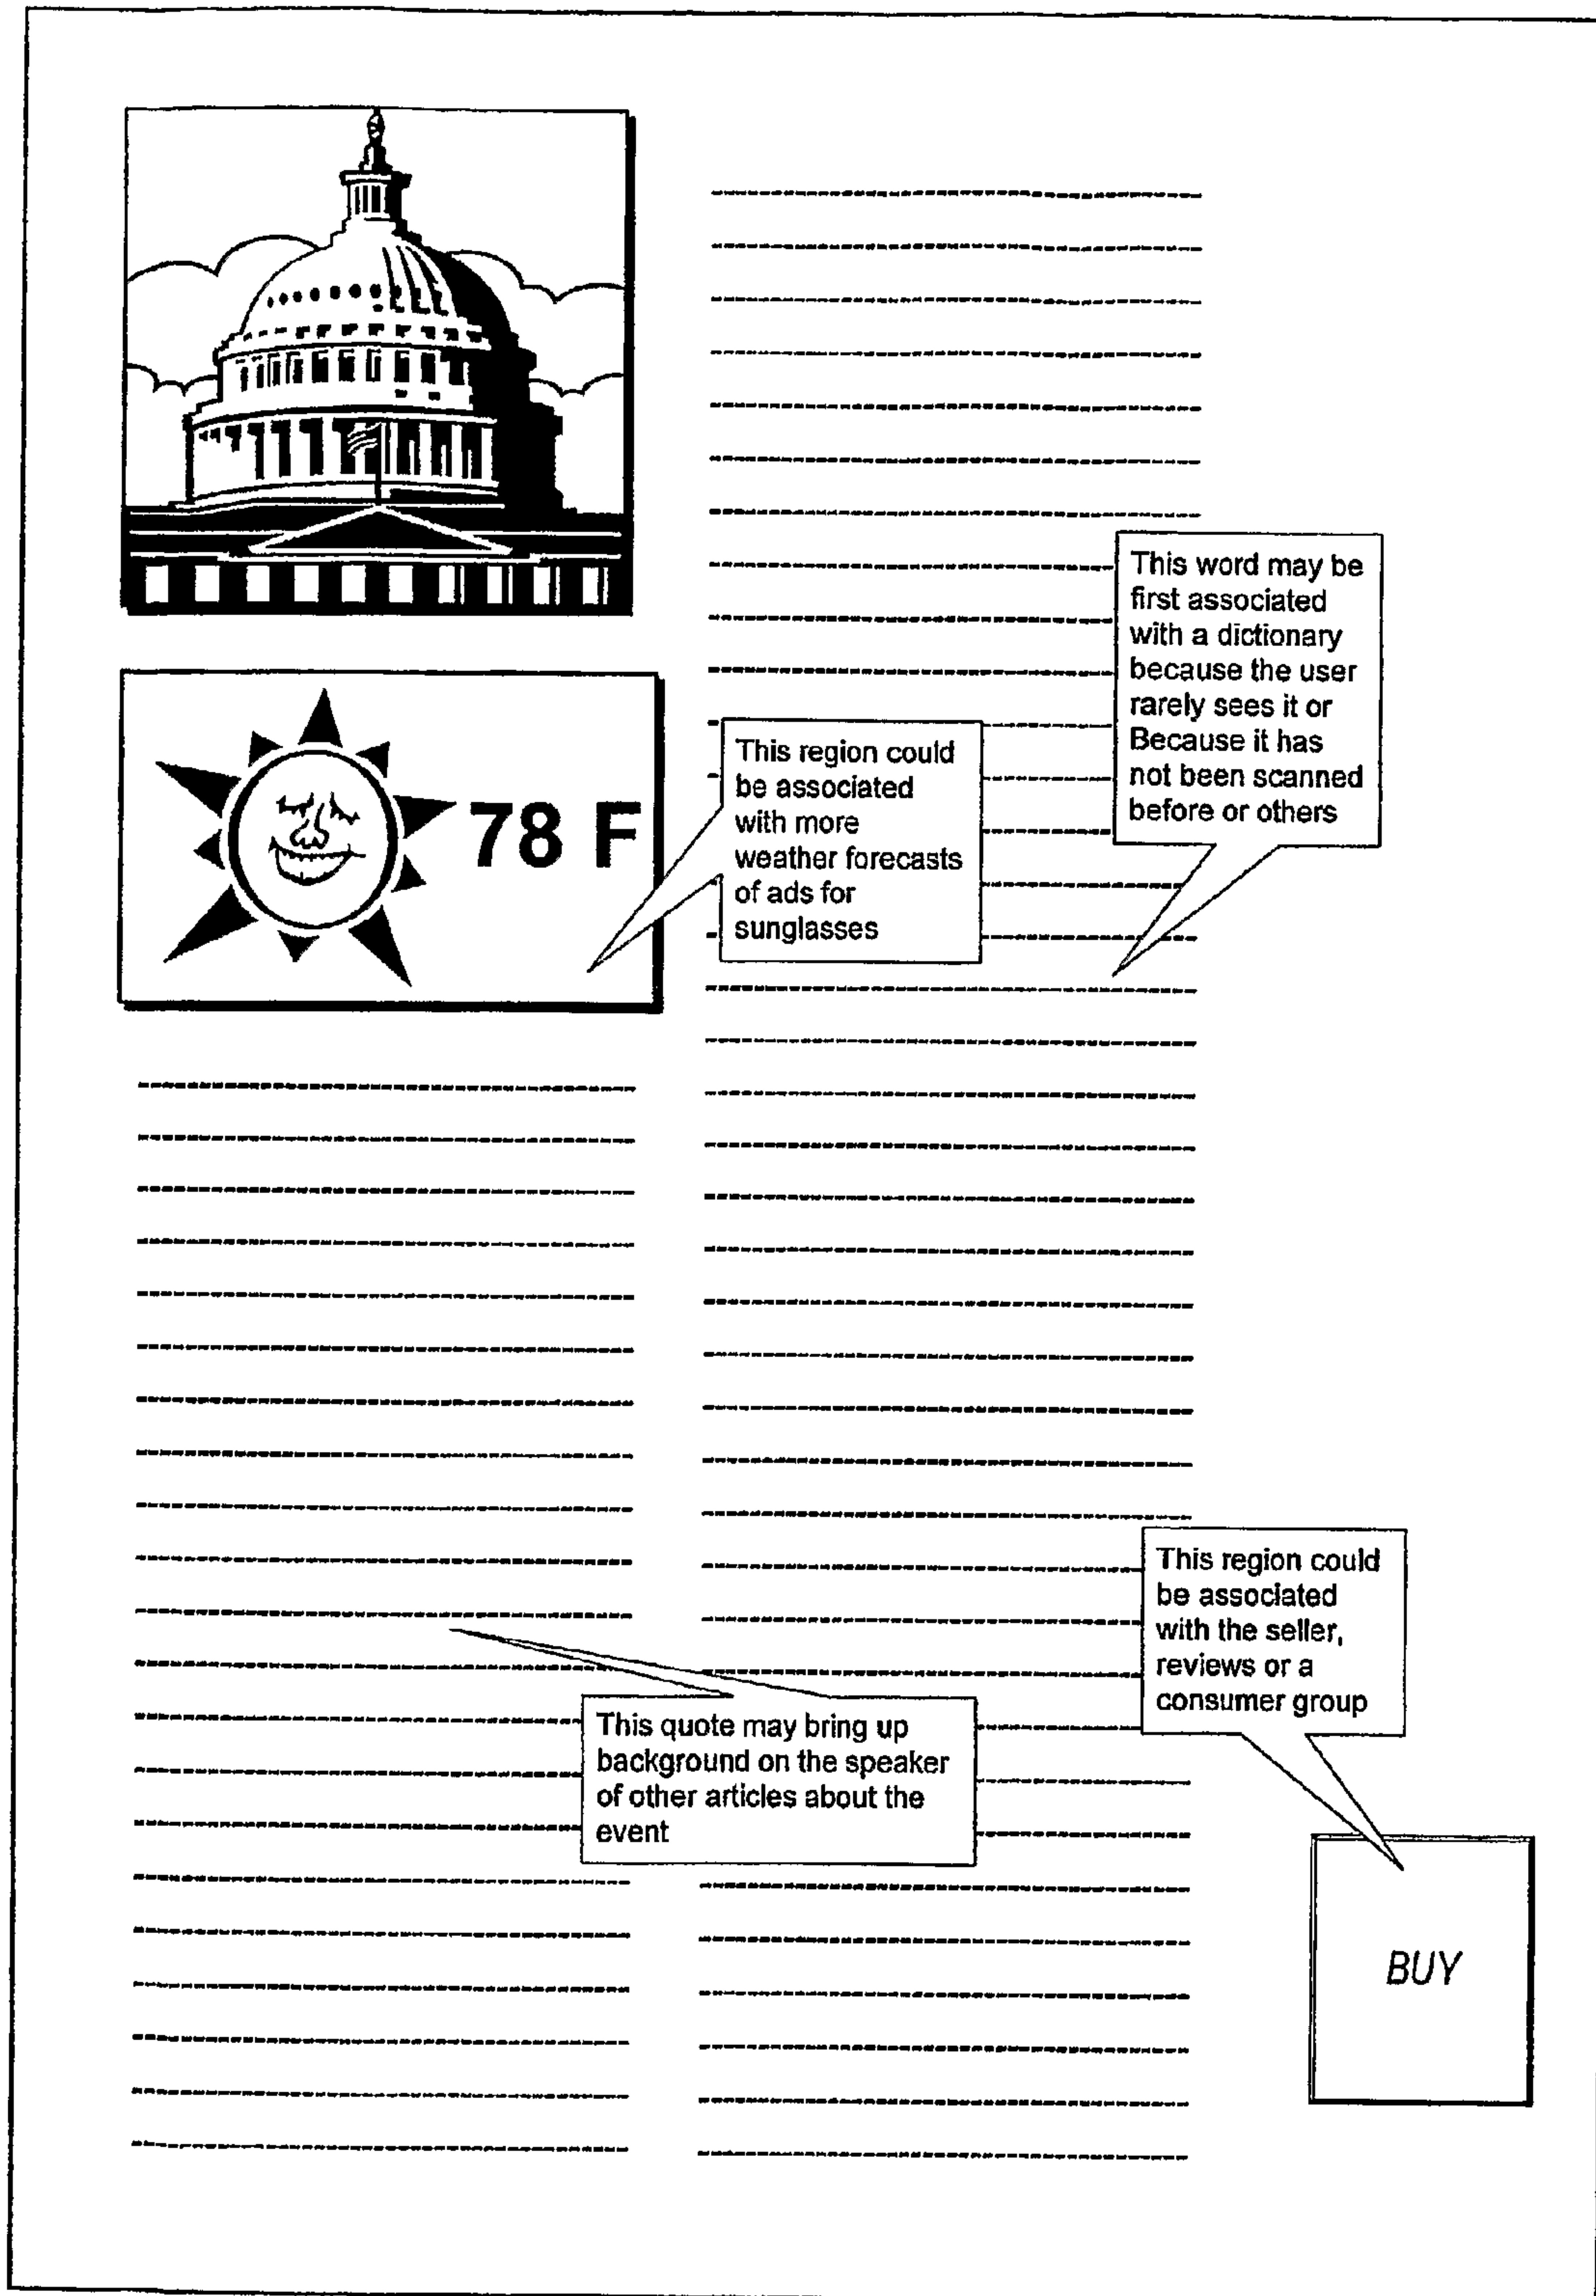 This word may be
first associated
with a dictionary
because the user
rarely sees it or
Because it has
not been scanned
before or others
This region could
be associated
with more
weather forecasts
of ads for
sunglasses
78 F
This region could
be associated
with the seller,
reviews or a
consumer group
This quote may bring up
background on the speaker
of other articles about the
event
BUY